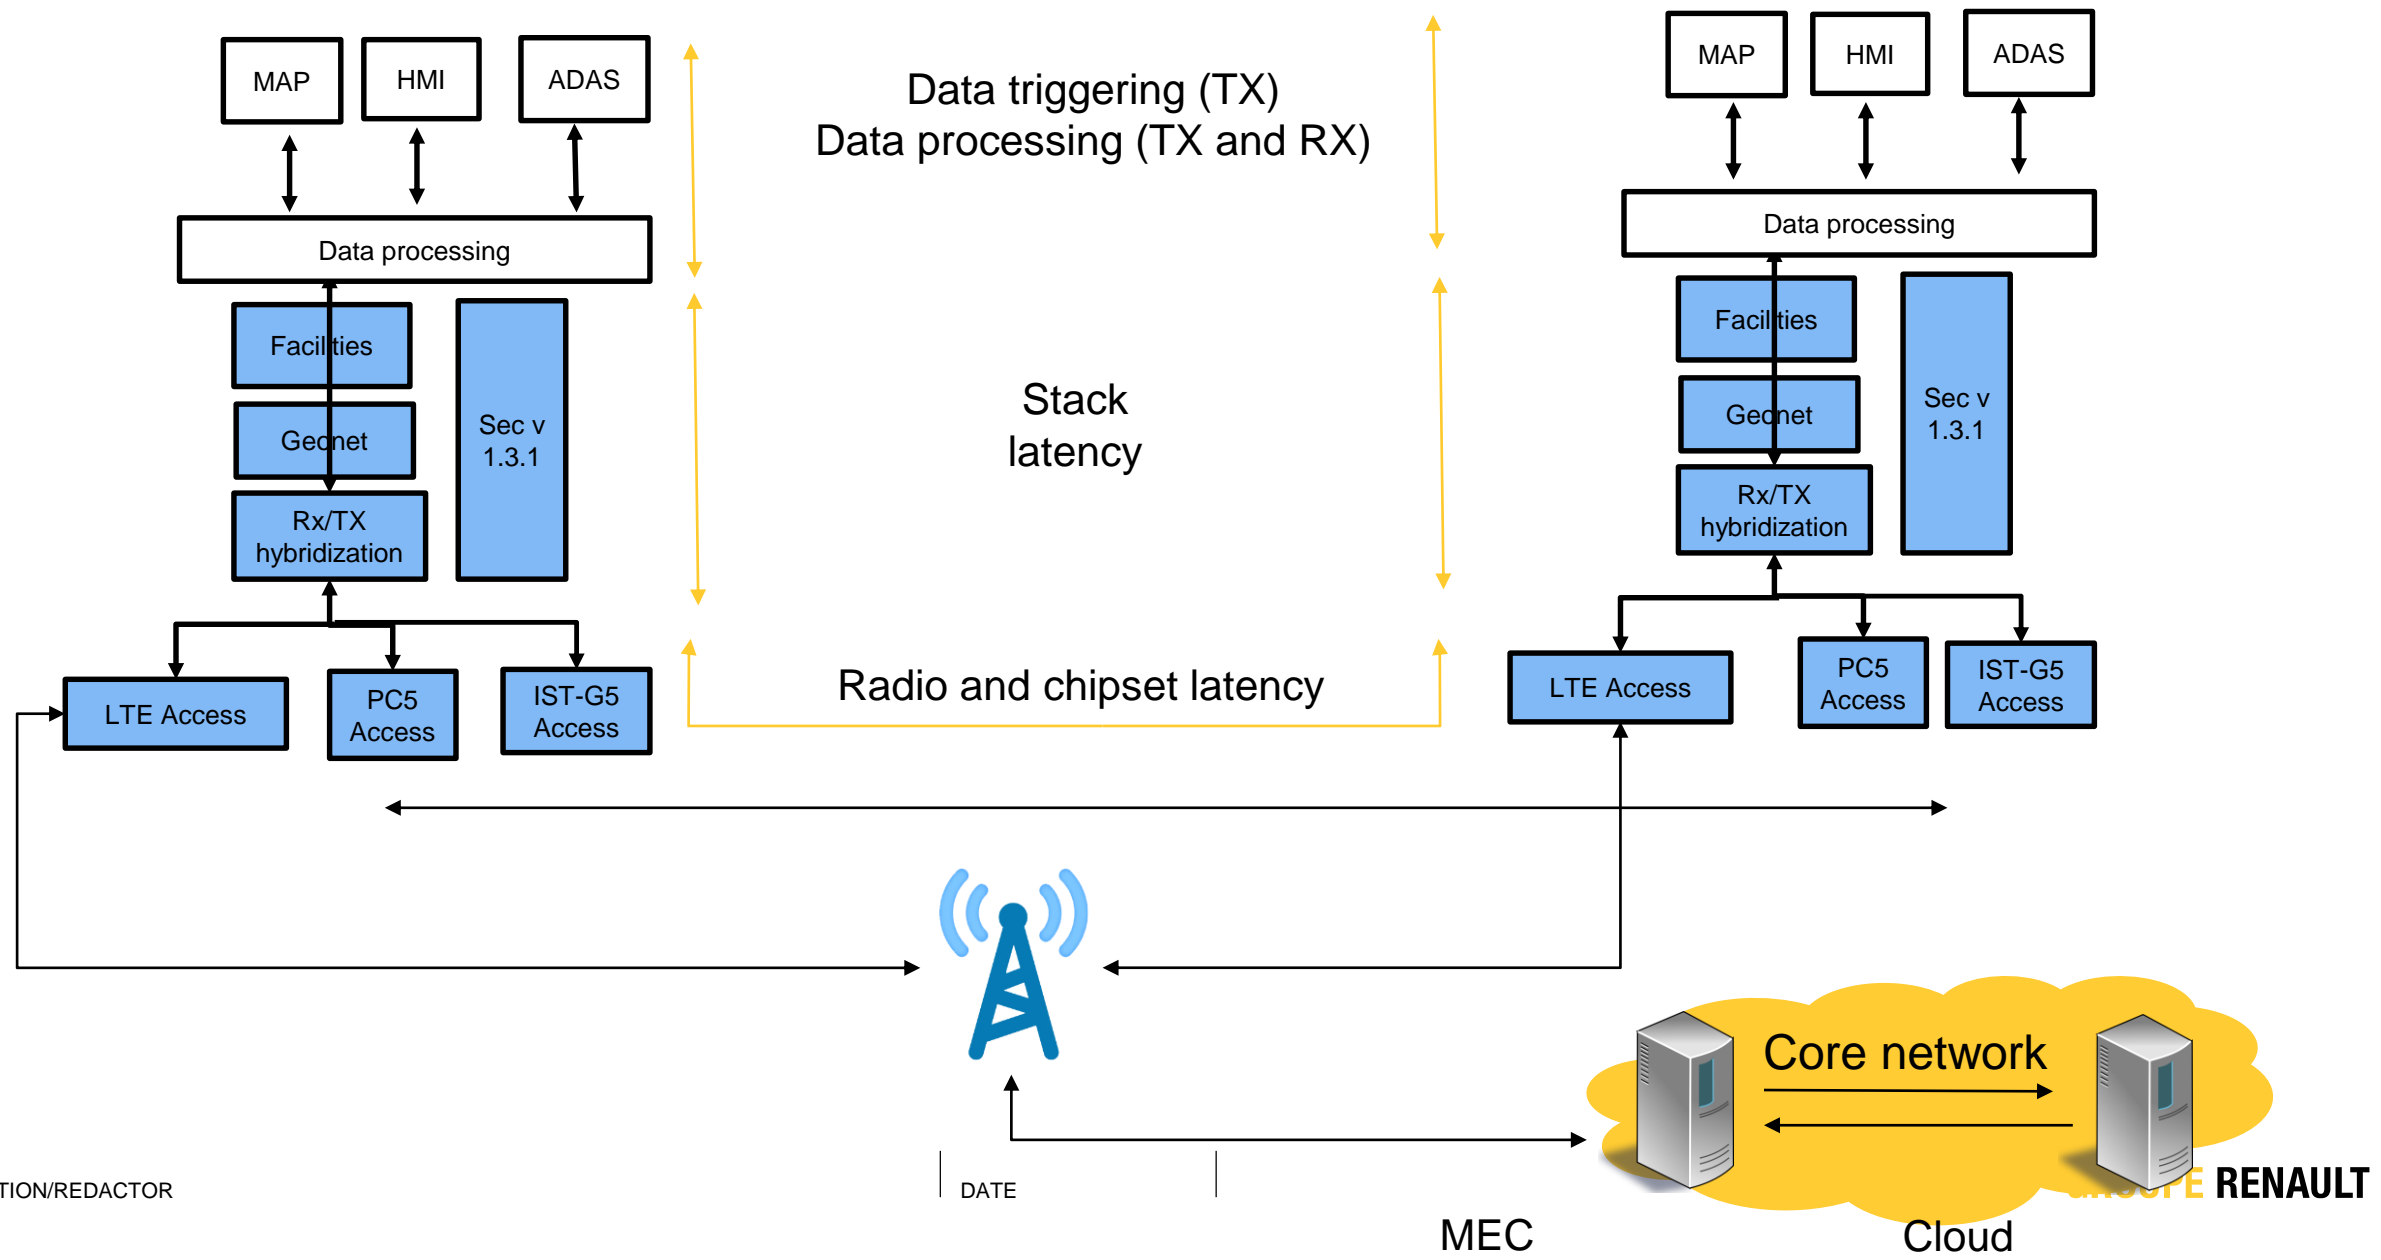 MAP
HMI
ADAS
Data processing
Facilities
Geonet
Sec v
1.3.1
Rx/TX
hybridization
LTE Access
PC5
Access
IST-G5
Access
Data triggering (TX)
Data processing (TX and RX)
Stack
latency
Radio and chipset latency
MAP
HMI
ADAS
Data processing
Facilities
Geonet
Sec v
1.3.1
Rx/TX
hybridization
LTE Access
PC5
Access
IST-G5
Access
Core network
TION/REDACTOR
DATE
GROUPE RENAULT
MEC
Cloud